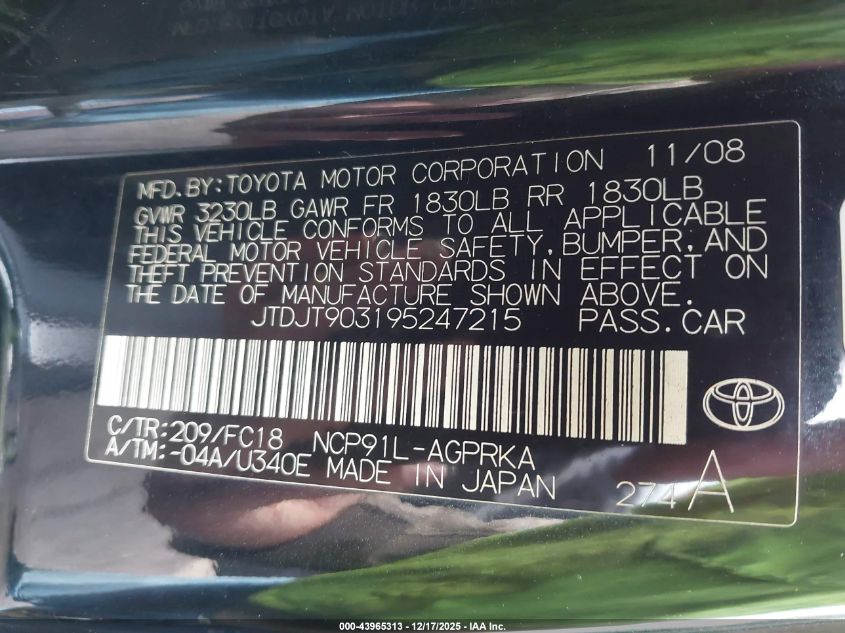 MFD.BY:TOYOTA MOTOR CORPORATION 11/08
GVWR 3230LB GAWR FR 1830LB RR 1830LB
THIS VEHICLE CONFORMS TO ALL APPLICABLE
FEDERAL MOTOR VEHICLE SAFETY,BUMPER,AND
THEFT PREVENTION STANDARDS IN EFFECT ON
THE DATE OF MANUFACTURE SHOWN ABOVE.
JTDJT903195247215 PASS.CAR
C/TR:209/FC18 NCP91L-AGPRKA
A/TM:-04A/U340E MADE IN JAPAN
274A
000-43965313 - 12/17/2025 - IAA Inc.